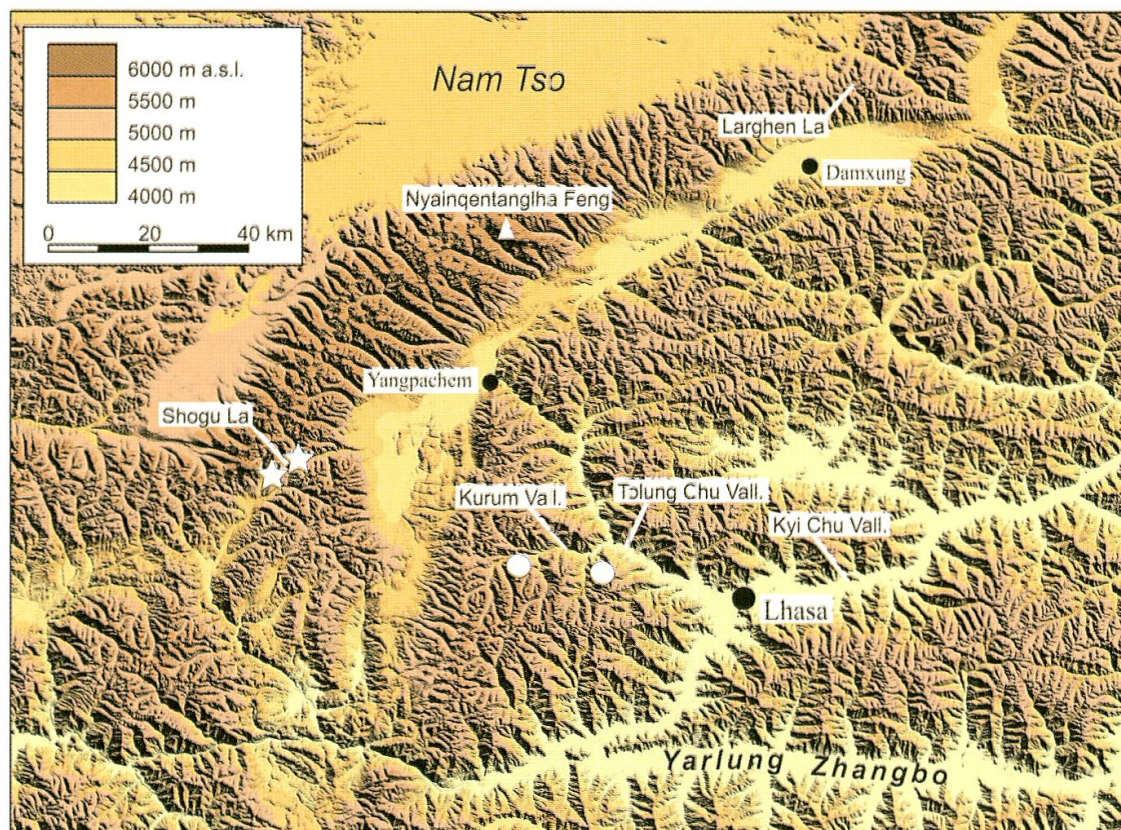 6000 m a.s.l.
5500 m
5000 m
4500 m
4000 m
0 20 40 km
Nam Tso
Larghen La
Damxung
Nyainqentanglha Feng
Yangpachem
Shogu La
Kurum Val.
Tolung Chu Vall.
Kyi Chu Vall.
Lhasa
Yarlung Zhangbo